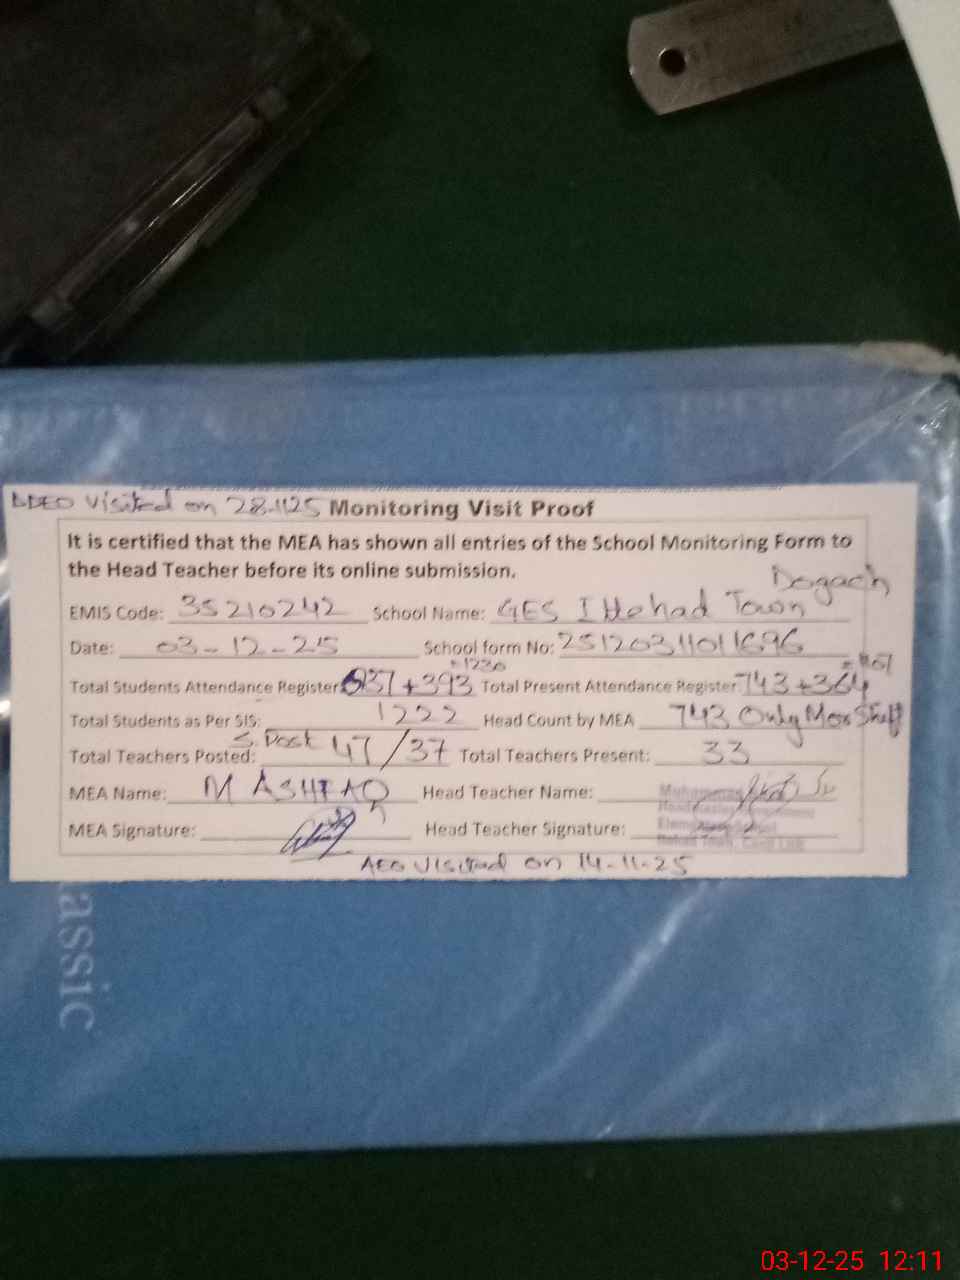 DDEO Visited on 28-1125 Monitoring Visit Proof
It is certified that the MEA has shown all entries of the School Monitoring Form to
the Head Teacher before its online submission.
Dogach
EMIS Code: 35210242 School Name: GES Ittehad Town
Date: 03-12-25 School form No: 25120311011696
=1230 =1107
Total Students Attendance Register: 837+393 Total Present Attendance Register: 743+364
Total Students as Per SIS: 1222 Head Count by MEA 743 Only Mor Shift
Total Teachers Posted: S. Post 47/37 Total Teachers Present: 33
MEA Name: M ASHFAQ Head Teacher Name:
MEA Signature: Head Teacher Signature:
AEO Visited on 14-11-25
assic
03-12-25 12:11